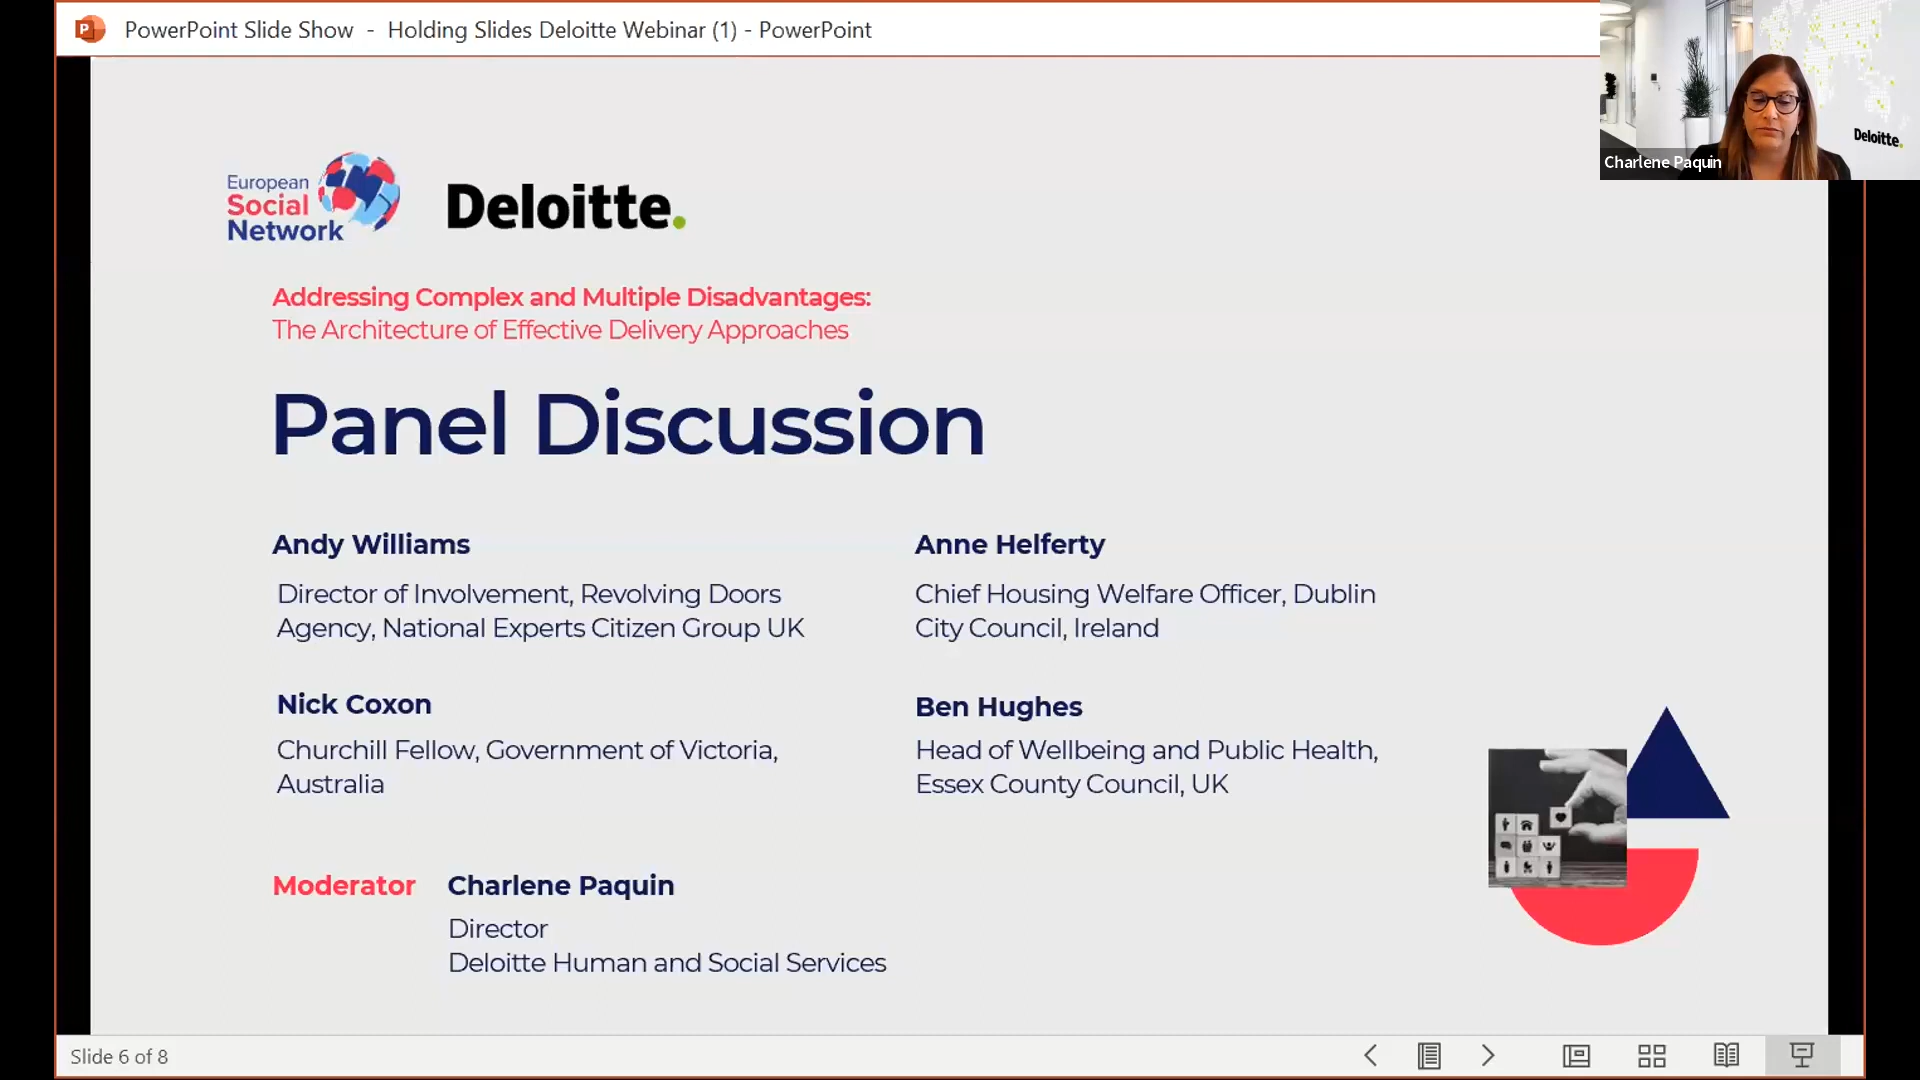 PowerPoint Slide Show - Holding Slides Deloitte Webinar (1) - PowerPoint
Deloitte.
Charlene Paquin
European
Social
Network
Deloitte.
Addressing Complex and Multiple Disadvantages:
The Architecture of Effective Delivery Approaches
Panel Discussion
Andy Williams
Director of Involvement, Revolving Doors
Agency, National Experts Citizen Group UK
Anne Helferty
Chief Housing Welfare Officer, Dublin
City Council, Ireland
Nick Coxon
Churchill Fellow, Government of Victoria,
Australia
Ben Hughes
Head of Wellbeing and Public Health,
Essex County Council, UK
Moderator Charlene Paquin
Director
Deloitte Human and Social Services
Slide 6 of 8